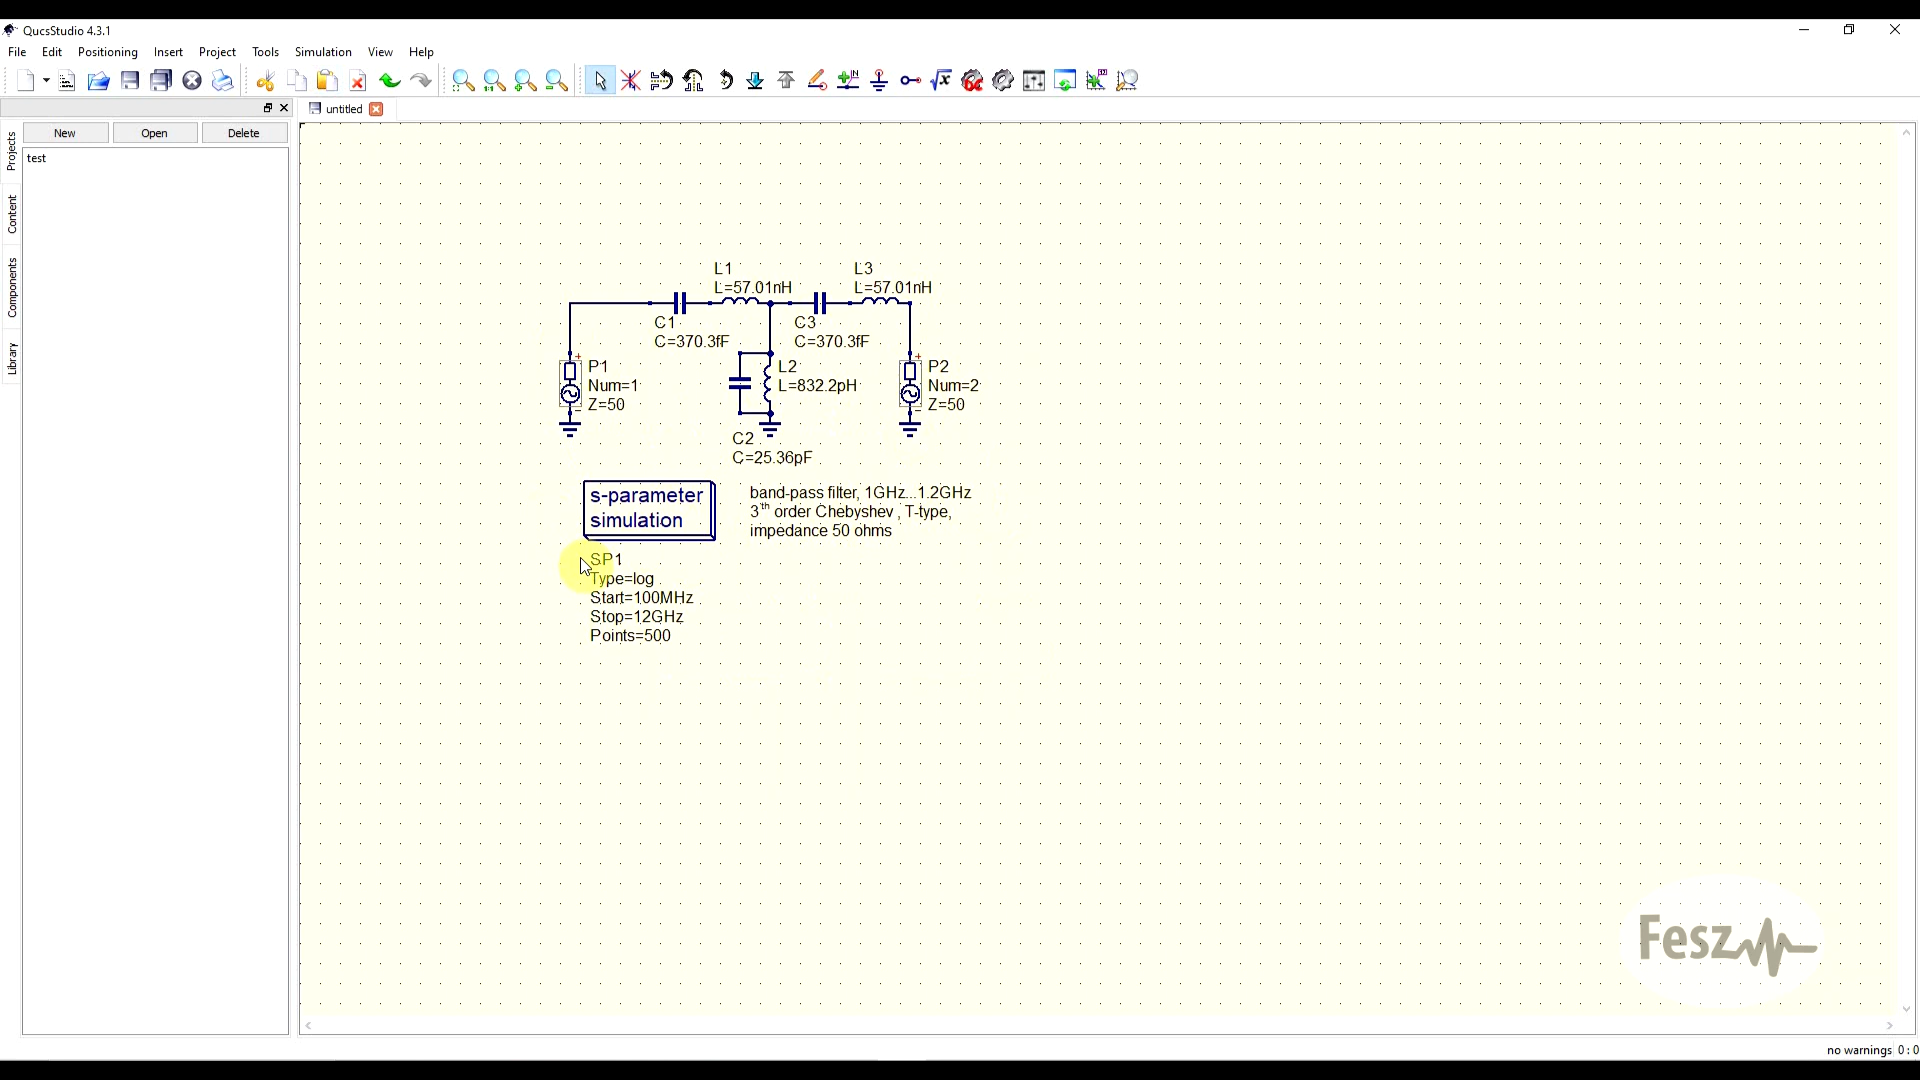 QucsStudio 4.3.1
File Edit Positioning Insert Project Tools Simulation View Help
untitled
New Open Delete
test
Projects
Content
Components
Library
L1
L=57.01nH
L3
L=57.01nH
C1
C=370.3fF
C3
C=370.3fF
P1
Num=1
Z=50
L2
L=832.2pH
P2
Num=2
Z=50
C2
C=25.36pF
s-parameter
simulation
band-pass filter, 1GHz...1.2GHz
3th order Chebyshev , T-type,
impedance 50 ohms
SP1
Type=log
Start=100MHz
Stop=12GHz
Points=500
Fesz
no warnings 0 : 0